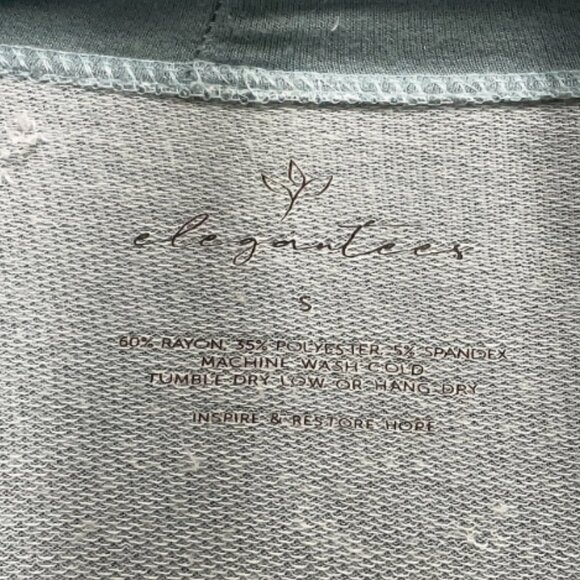 elegantees
S
60% RAYON, 35% POLYESTER, 5% SPANDEX
MACHINE WASH COLD
TUMBLE DRY LOW OR HANG DRY
INSPIRE & RESTORE HOPE